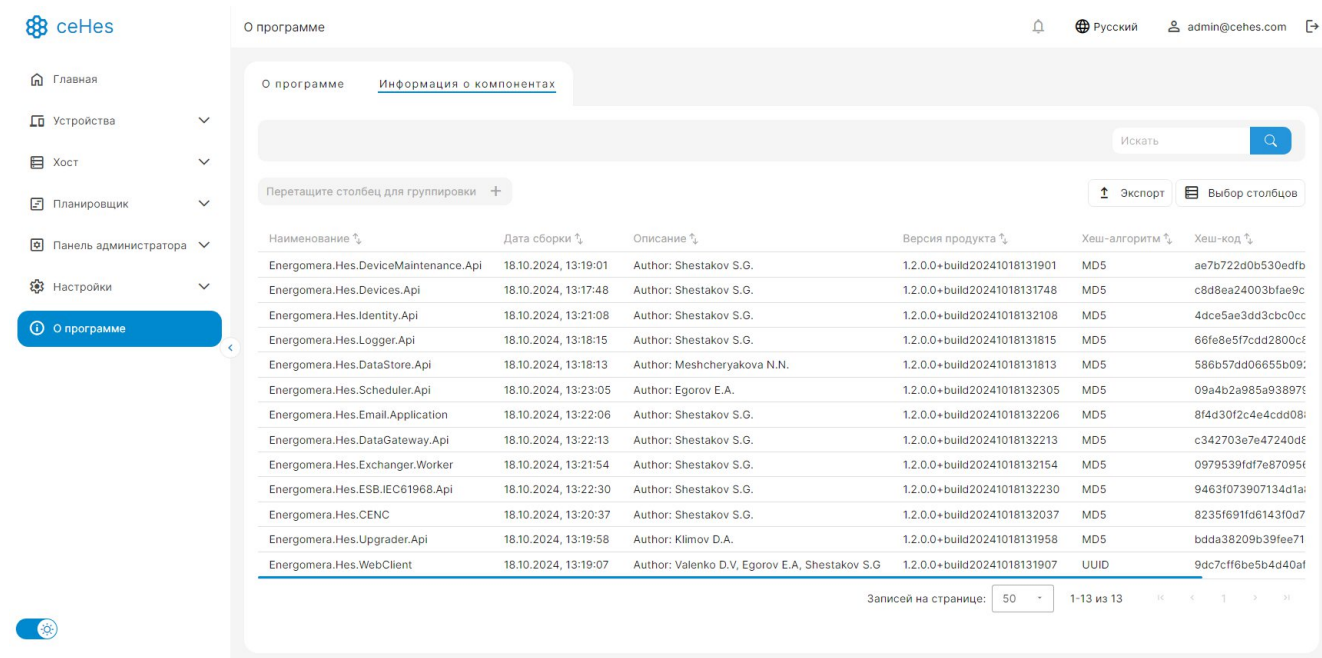 ceHes
О программе
Русский
admin@cehes.com
Главная
Устройства
Хост
Планировщик
Панель администратора
Настройки
О программе
О программе Информация о компонентах
Искать
Перетащите столбец для группировки +
Экспорт Выбор столбцов
Наименование Дата сборки Описание Версия продукта Хеш-алгоритм Хеш-код
Energomera.Hes.DeviceMaintenance.Api 18.10.2024, 13:19:01 Author: Shestakov S.G. 1.2.0.0+build20241018131901 MD5 ae7b722d0b530edfb
Energomera.Hes.Devices.Api 18.10.2024, 13:17:48 Author: Shestakov S.G. 1.2.0.0+build20241018131748 MD5 c8d8ea24003bfae9c
Energomera.Hes.Identity.Api 18.10.2024, 13:21:08 Author: Shestakov S.G. 1.2.0.0+build20241018132108 MD5 4dce5ae3dd3cbc0cc
Energomera.Hes.Logger.Api 18.10.2024, 13:18:15 Author: Shestakov S.G. 1.2.0.0+build20241018131815 MD5 66fe8e5f7cdd2800c8
Energomera.Hes.DataStore.Api 18.10.2024, 13:18:13 Author: Meshcheryakova N.N. 1.2.0.0+build20241018131813 MD5 586b57dd06655b092
Energomera.Hes.Scheduler.Api 18.10.2024, 13:23:05 Author: Egorov E.A. 1.2.0.0+build20241018132305 MD5 09a4b2a985a938979
Energomera.Hes.Email.Application 18.10.2024, 13:22:06 Author: Shestakov S.G. 1.2.0.0+build20241018132206 MD5 8f4d30f2c4e4cdd088
Energomera.Hes.DataGateway.Api 18.10.2024, 13:22:13 Author: Shestakov S.G. 1.2.0.0+build20241018132213 MD5 c342703e7e47240d8
Energomera.Hes.Exchanger.Worker 18.10.2024, 13:21:54 Author: Shestakov S.G. 1.2.0.0+build20241018132154 MD5 0979539fdf7e870956
Energomera.Hes.ESB.IEC61968.Api 18.10.2024, 13:22:30 Author: Shestakov S.G. 1.2.0.0+build20241018132230 MD5 9463f073907134d1a
Energomera.Hes.CENC 18.10.2024, 13:20:37 Author: Shestakov S.G. 1.2.0.0+build20241018132037 MD5 8235f691fd6143f0d7
Energomera.Hes.Upgrader.Api 18.10.2024, 13:19:58 Author: Klimov D.A. 1.2.0.0+build20241018131958 MD5 bdda38209b39fee71
Energomera.Hes.WebClient 18.10.2024, 13:19:07 Author: Valenko D.V, Egorov E.A, Shestakov S.G 1.2.0.0+build20241018131907 UUID 9dc7cff6be5b4d40af
Записей на странице: 50 1-13 из 13 1